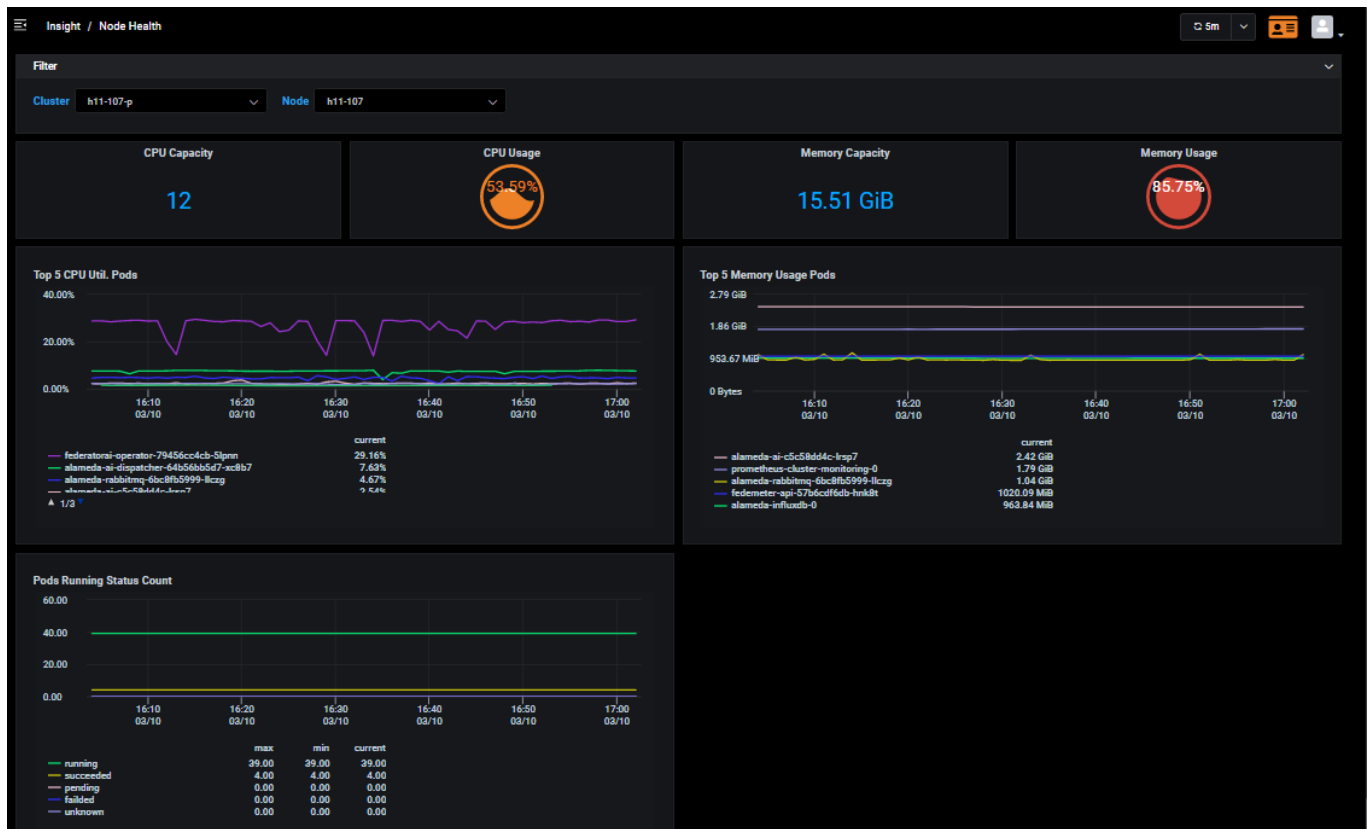 Insight / Node Health
5m
Filter
Cluster h11-107-p Node h11-107
CPU Capacity
12
CPU Usage
53.59%
Memory Capacity
15.51 GiB
Memory Usage
85.75%
Top 5 CPU Util. Pods
40.00%
20.00%
0.00%
16:10 16:20 16:30 16:40 16:50 17:00
03/10 03/10 03/10 03/10 03/10 03/10
current
federatorai-operator-79456cc4cb-5lpnn 29.16%
alameda-ai-dispatcher-64b56bb5d7-xc8b7 7.63%
alameda-rabbitmq-6bc8fb5999-llczg 4.67%
alameda-ai-c5c58dd4c-lrsp7 2.54%
1/3
Top 5 Memory Usage Pods
2.79 GiB
1.86 GiB
953.67 MiB
0 Bytes
16:10 16:20 16:30 16:40 16:50 17:00
03/10 03/10 03/10 03/10 03/10 03/10
current
alameda-ai-c5c58dd4c-lrsp7 2.42 GiB
prometheus-cluster-monitoring-0 1.79 GiB
alameda-rabbitmq-6bc8fb5999-llczg 1.04 GiB
fedemeter-api-57b6cdf6db-hnk8t 1020.09 MiB
alameda-influxdb-0 963.84 MiB
Pods Running Status Count
60.00
40.00
20.00
0.00
16:10 16:20 16:30 16:40 16:50 17:00
03/10 03/10 03/10 03/10 03/10 03/10
max min current
running 39.00 39.00 39.00
succeeded 4.00 4.00 4.00
pending 0.00 0.00 0.00
failded 0.00 0.00 0.00
unknown 0.00 0.00 0.00